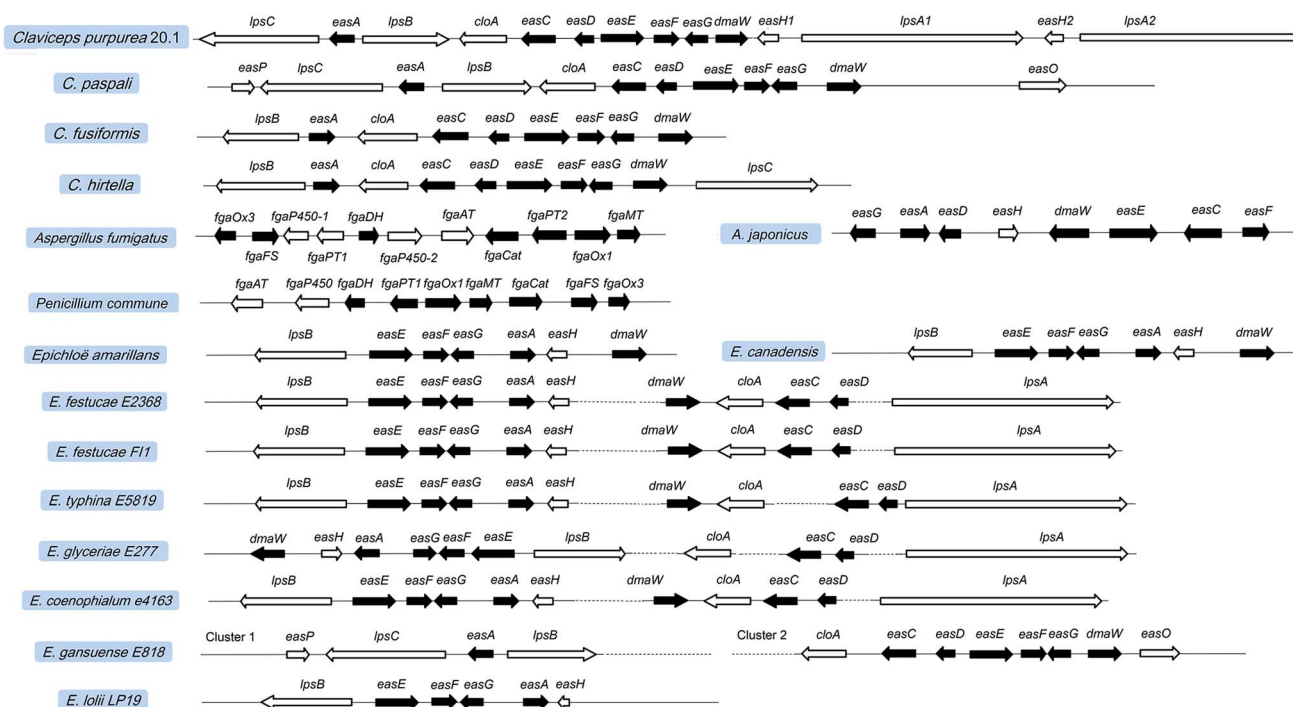 lpsC easA lpsB cloA easC easD easE easF easG dmaW easH1 lpsA1 easH2 lpsA2
Claviceps purpurea 20.1
easP lpsC easA lpsB cloA easC easD easE easF easG dmaW easO
C. paspali
lpsB easA cloA easC easD easE easF easG dmaW
C. fusiformis
lpsB easA cloA easC easD easE easF easG dmaW lpsC
C. hirtella
fgaOx3 fgaP450-1 fgaDH fgaAT fgaPT2 fgaMT
Aspergillus fumigatus
fgaFS fgaPT1 fgaP450-2 fgaCat fgaOx1
easG easA easD easH dmaW easE easC easF
A. japonicus
fgaAT fgaP450 fgaDH fgaPT1 fgaOx1 fgaMT fgaCat fgaFS fgaOx3
Penicillium commune
lpsB easE easF easG easA easH dmaW
Epichloë amarillans
lpsB easE easF easG easA easH dmaW
E. canadensis
lpsB easE easF easG easA easH dmaW cloA easC easD lpsA
E. festucae E2368
lpsB easE easF easG easA easH dmaW cloA easC easD lpsA
E. festucae Fl1
lpsB easE easF easG easA easH dmaW cloA easC easD lpsA
E. typhina E5819
dmaW easH easA easG easF easE lpsB cloA easC easD lpsA
E. glyceriae E277
lpsB easE easF easG easA easH dmaW cloA easC easD lpsA
E. coenophialum e4163
Cluster 1 easP lpsC easA lpsB Cluster 2 cloA easC easD easE easF easG dmaW easO
E. gansuense E818
lpsB easE easF easG easA easH
E. lolii LP19